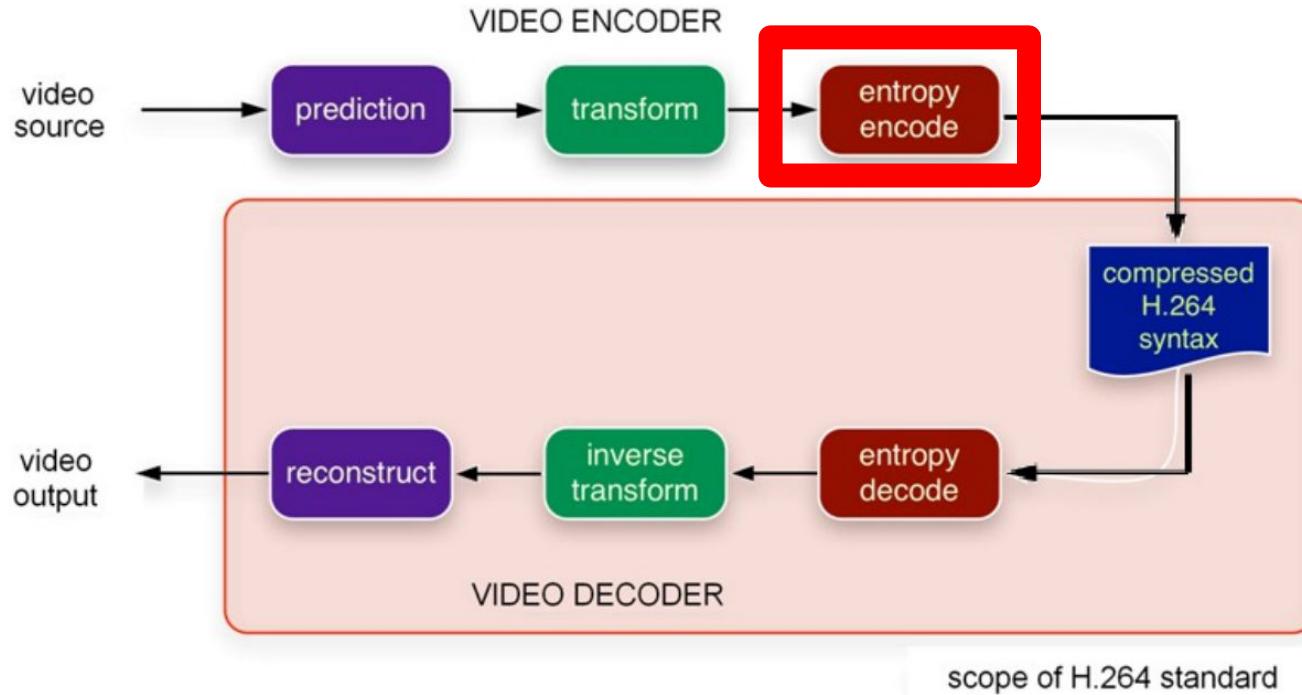 VIDEO ENCODER
video
source
prediction
transform
entropy
encode
compressed
H.264
syntax
video
output
reconstruct
inverse
transform
entropy
decode
VIDEO DECODER
scope of H.264 standard